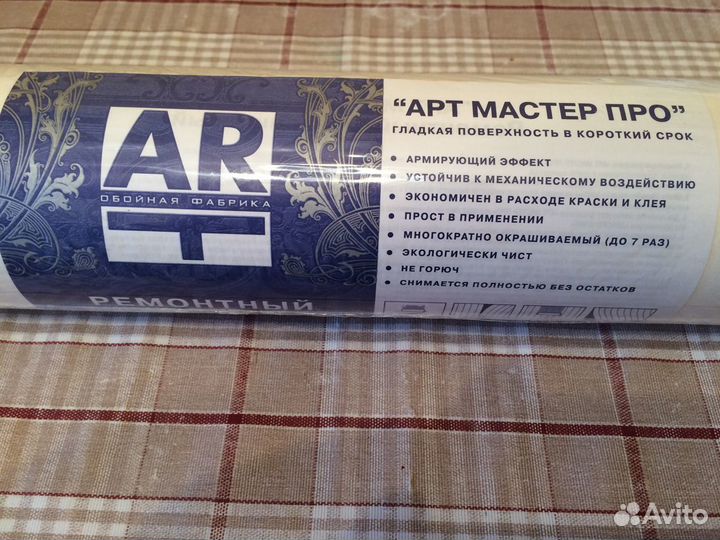 AR
ОБОЙНАЯ ФАБРИКА
T
РЕМОНТНЫЙ
“АРТ МАСТЕР ПРО”
ГЛАДКАЯ ПОВЕРХНОСТЬ В КОРОТКИЙ СРОК
• АРМИРУЮЩИЙ ЭФФЕКТ
• УСТОЙЧИВ К МЕХАНИЧЕСКОМУ ВОЗДЕЙСТВИЮ
• ЭКОНОМИЧЕН В РАСХОДЕ КРАСКИ И КЛЕЯ
• ПРОСТ В ПРИМЕНЕНИИ
• МНОГОКРАТНО ОКРАШИВАЕМЫЙ (ДО 7 РАЗ)
• ЭКОЛОГИЧЕСКИ ЧИСТ
• НЕ ГОРЮЧ
• СНИМАЕТСЯ ПОЛНОСТЬЮ БЕЗ ОСТАТКОВ
Avito